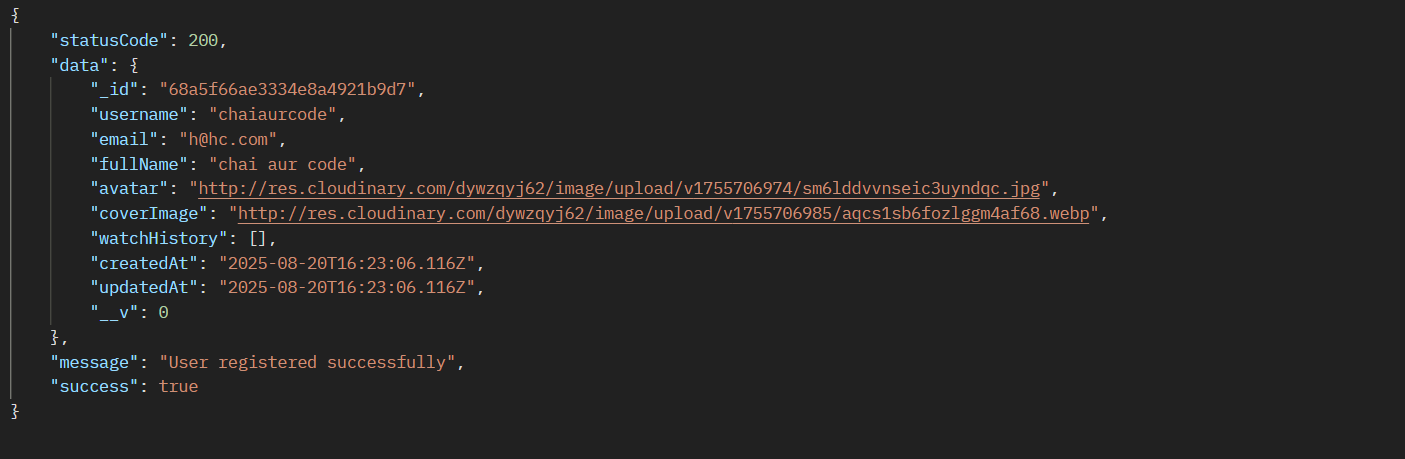 {
"statusCode": 200,
"data": {
"_id": "68a5f66ae3334e8a4921b9d7",
"username": "chaiaurcode",
"email": "h@hc.com",
"fullName": "chai aur code",
"avatar": "http://res.cloudinary.com/dywzqyj62/image/upload/v1755706974/sm6lddvvnseic3uyndqc.jpg",
"coverImage": "http://res.cloudinary.com/dywzqyj62/image/upload/v1755706985/aqcs1sb6fozlggm4af68.webp",
"watchHistory": [],
"createdAt": "2025-08-20T16:23:06.116Z",
"updatedAt": "2025-08-20T16:23:06.116Z",
"__v": 0
},
"message": "User registered successfully",
"success": true
}